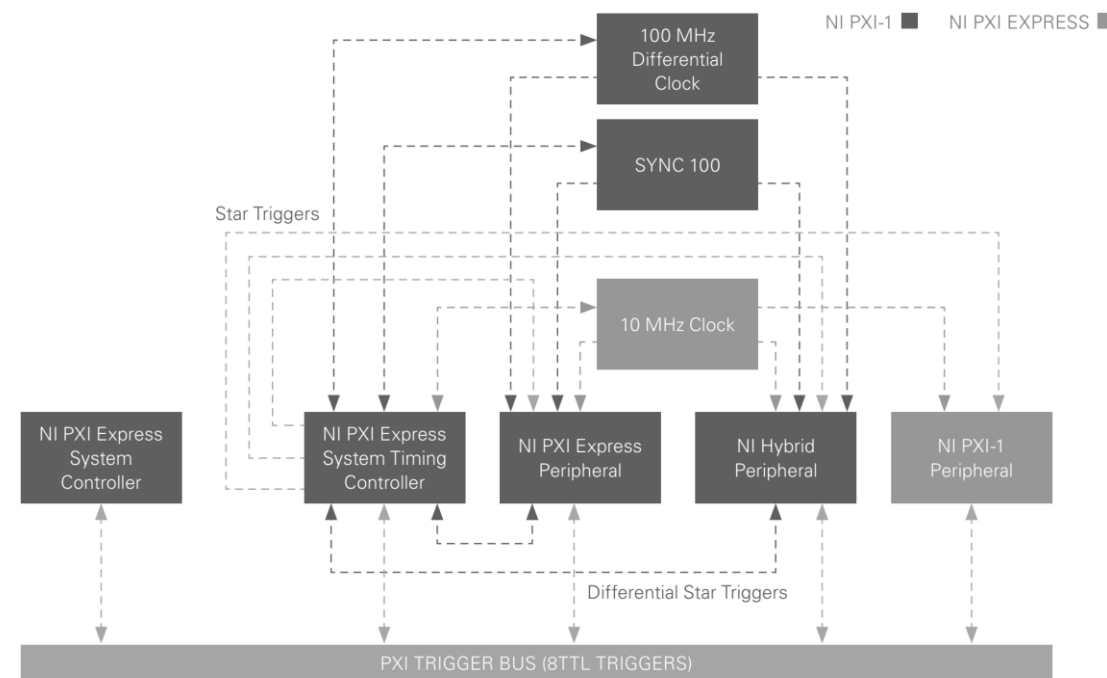 NI PXI-1
NI PXI EXPRESS
100 MHz
Differential
Clock
SYNC 100
Star Triggers
10 MHz Clock
NI PXI Express
System
Controller
NI PXI Express
System Timing
Controller
NI PXI Express
Peripheral
NI Hybrid
Peripheral
NI PXI-1
Peripheral
Differential Star Triggers
PXI TRIGGER BUS (8TTL TRIGGERS)